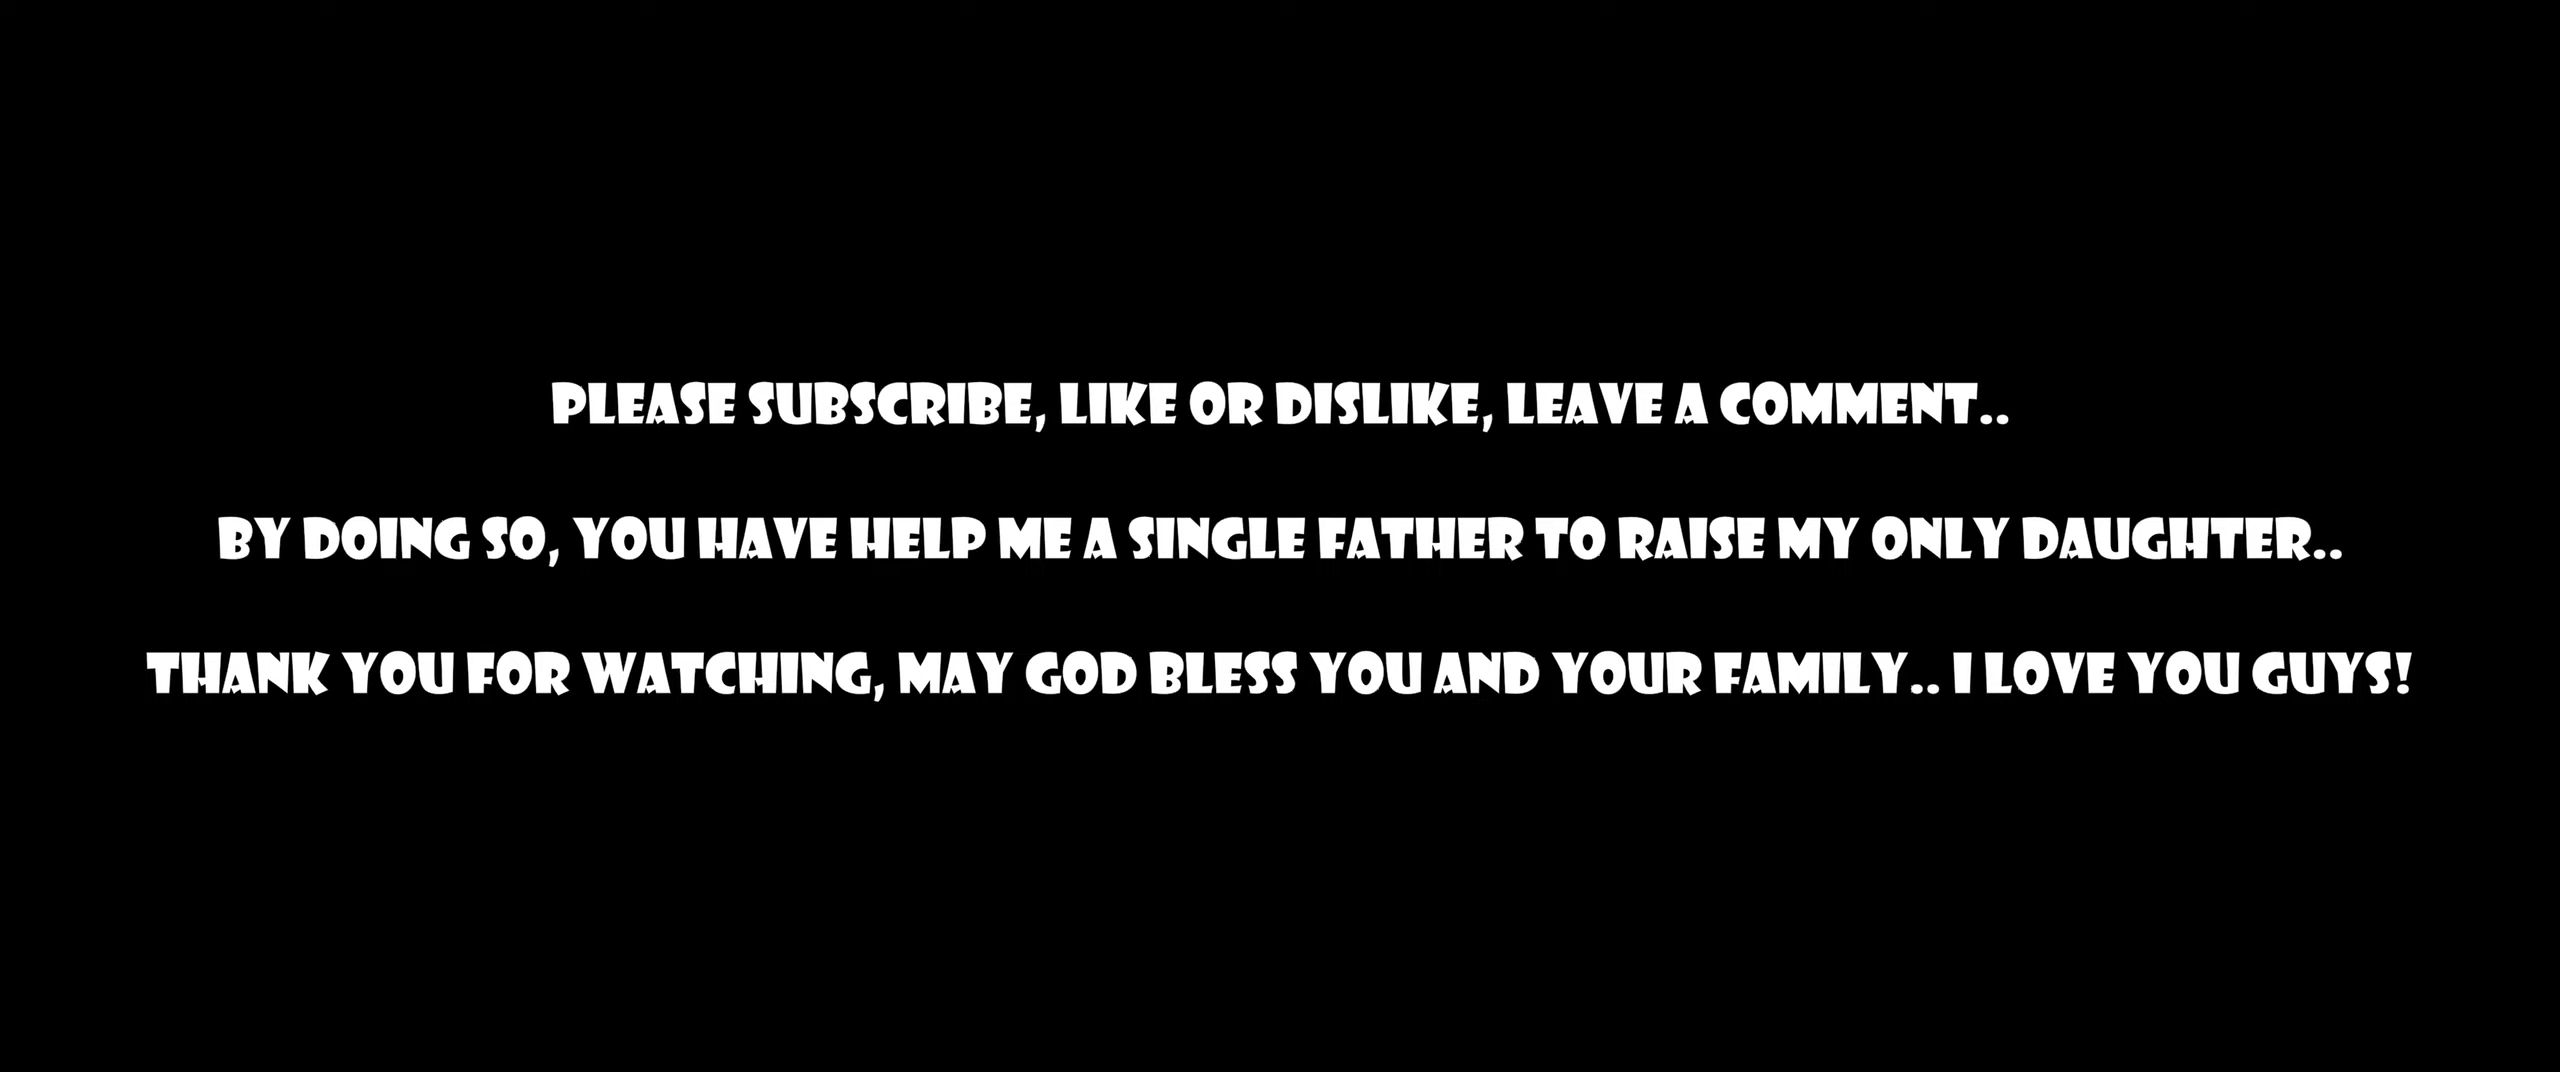 PLEASE SUBSCRIBE, LIKE OR DISLIKE, LEAVE A COMMENT..
BY DOING SO, YOU HAVE HELP ME A SINGLE FATHER TO RAISE MY ONLY DAUGHTER..
THANK YOU FOR WATCHING, MAY GOD BLESS YOU AND YOUR FAMILY.. I LOVE YOU GUYS!